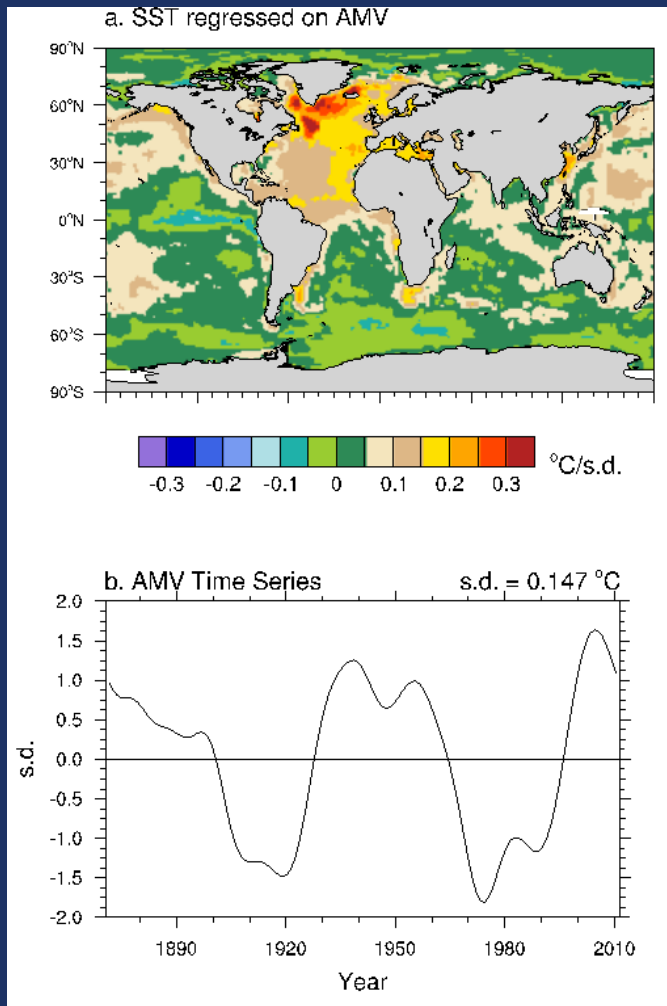 a. SST regressed on AMV
90°N
60°N
30°N
0°N
30°S
60°S
90°S
-0.3 -0.2 -0.1 0 0.1 0.2 0.3
°C/s.d.
b. AMV Time Series s.d. = 0.147 °C
2.0
1.5
1.0
0.5
0.0
-0.5
-1.0
-1.5
-2.0
s.d.
1890 1920 1950 1980 2010
Year